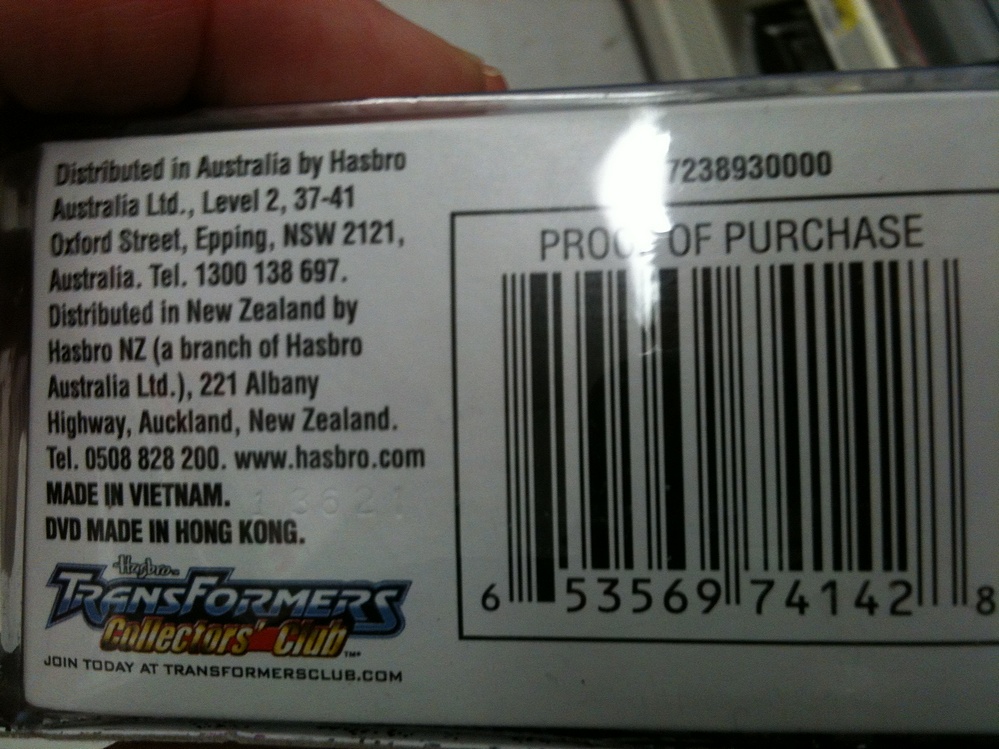 Distributed in Australia by Hasbro
Australia Ltd., Level 2, 37-41
Oxford Street, Epping, NSW 2121,
Australia. Tel. 1300 138 697.
Distributed in New Zealand by
Hasbro NZ (a branch of Hasbro
Australia Ltd.), 221 Albany
Highway, Auckland, New Zealand.
Tel. 0508 828 200. www.hasbro.com
MADE IN VIETNAM.
13621
DVD MADE IN HONG KONG.
Hasbro
TRANSFORMERS
Collectors' Club™
JOIN TODAY AT TRANSFORMERSCLUB.COM
7238930000
PROOF OF PURCHASE
6 53569 74142 8